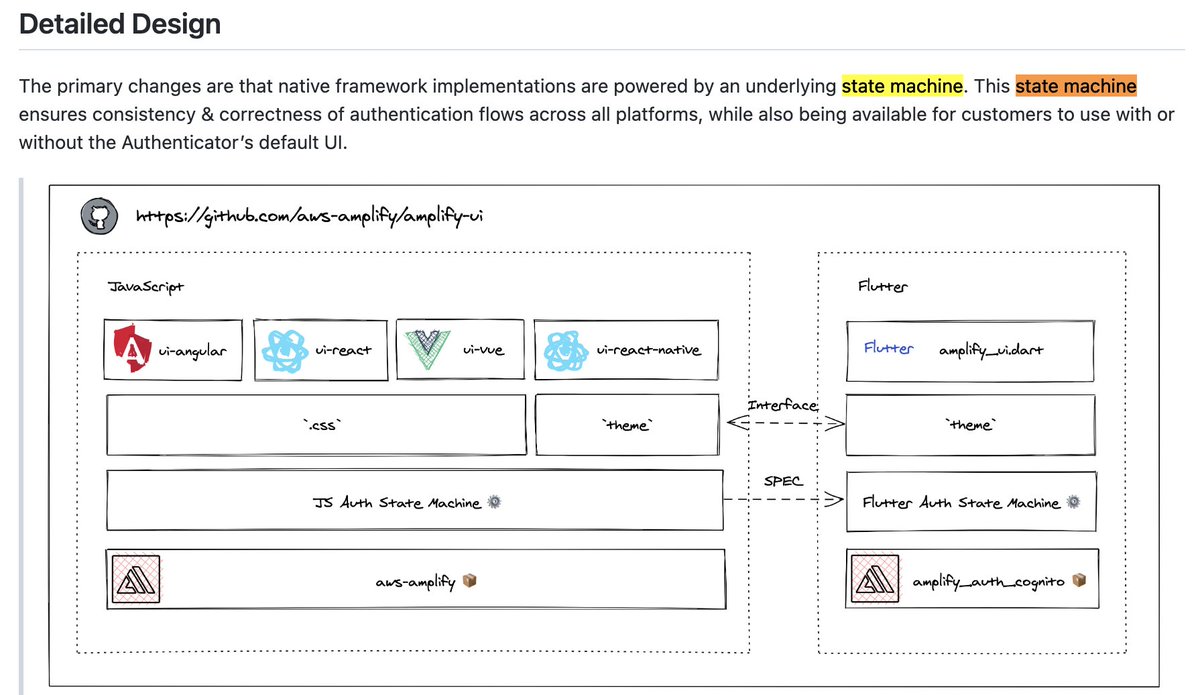 Detailed Design
The primary changes are that native framework implementations are powered by an underlying state machine. This state machine
ensures consistency & correctness of authentication flows across all platforms, while also being available for customers to use with or
without the Authenticator’s default UI.
https://github.com/aws-amplify/amplify-ui
JavaScript
Flutter
ui-angular
ui-react
ui-vue
ui-react-native
Flutter
amplify_ui.dart
Interface
`.css`
`theme`
`theme`
SPEC
JS Auth State Machine ⚙️
Flutter Auth State Machine ⚙️
aws-amplify 📦
amplify_auth_cognito 📦